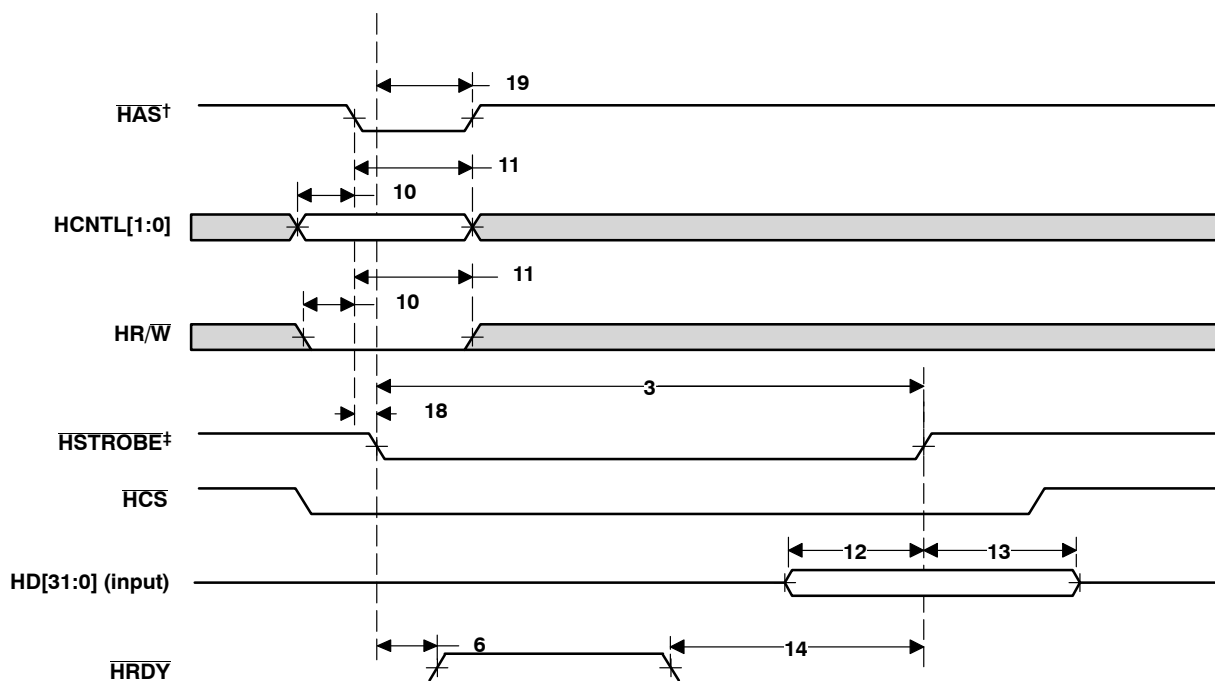 19
HAS†
11
10
HCNTL[1:0]
11
10
HR/W
3
18
HSTROBE‡
HCS
12 13
HD[31:0] (input)
6 14
HRDY